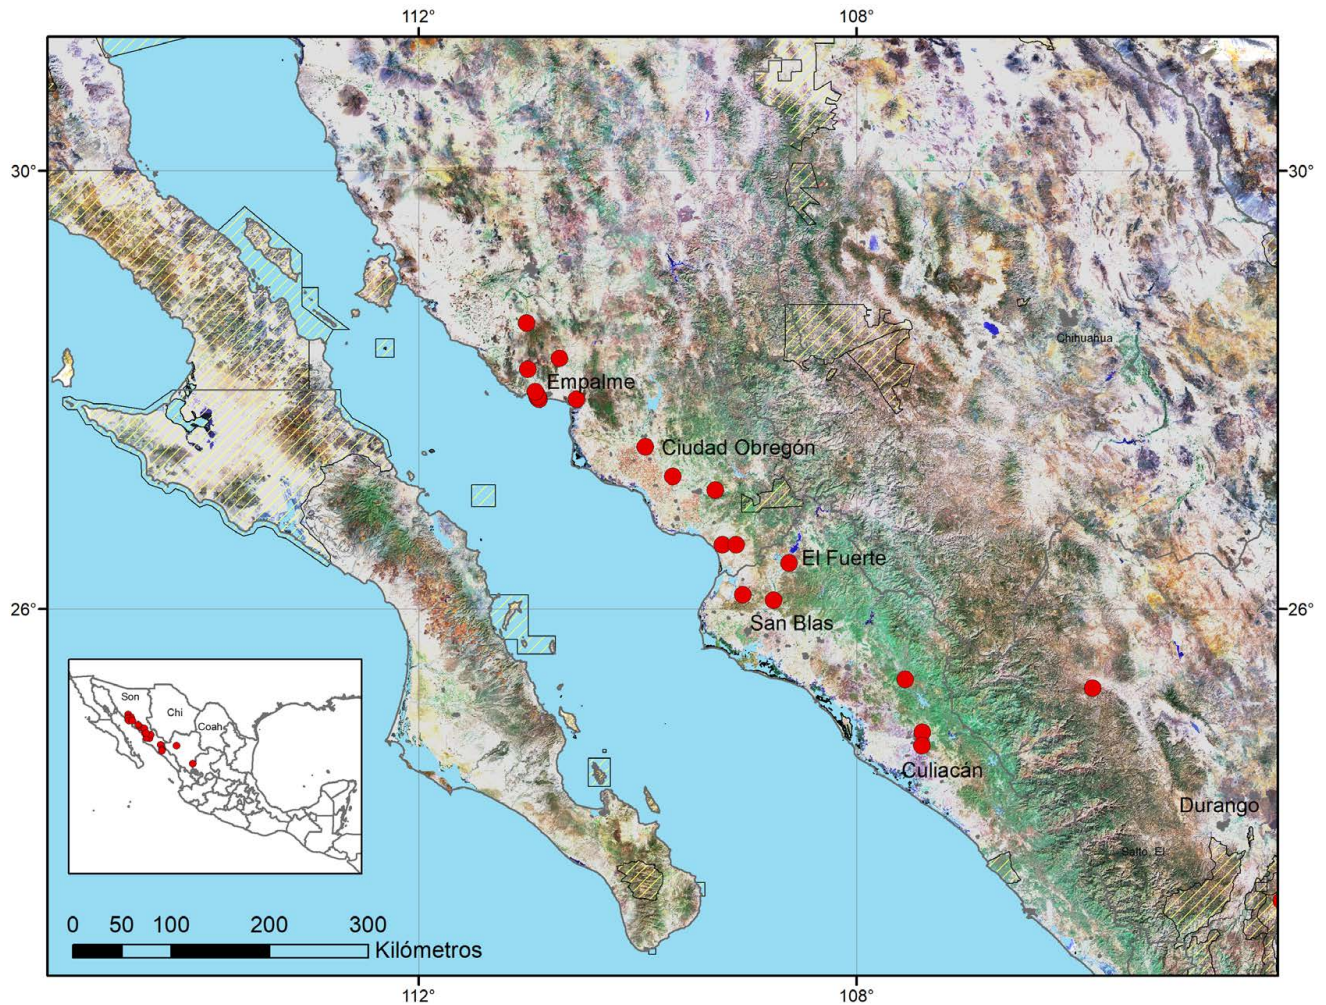 112°
108°
30°
30°
Chihuahua
Empalme
Ciudad Obregón
El Fuerte
26°
26°
San Blas
Son
Chi
Coah
Culiacán
Durango
Salto, El
0 50 100 200 300
Kilómetros
112°
108°